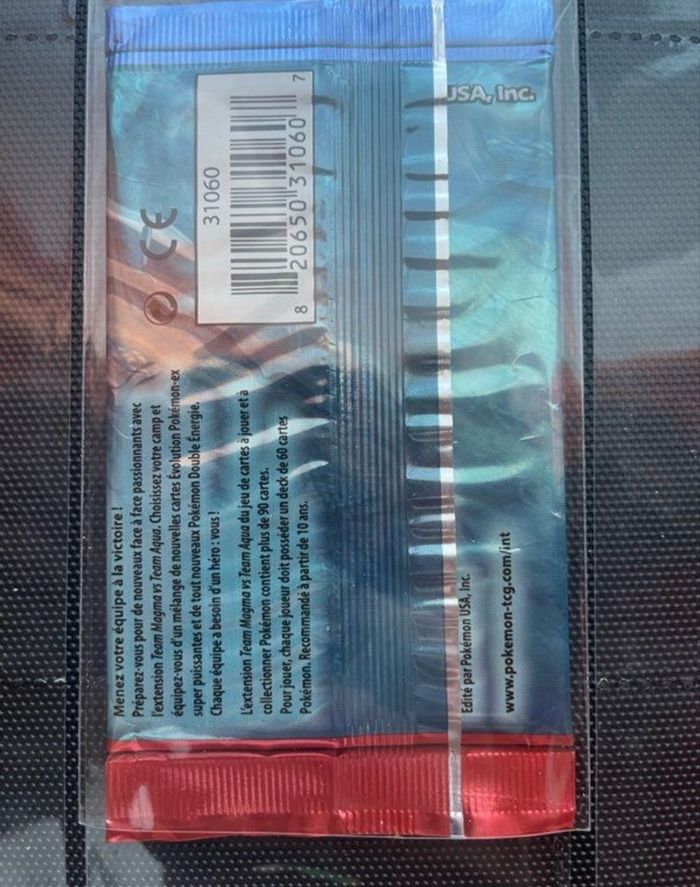 Menez votre équipe à la victoire !
Préparez-vous pour de nouveaux face à face passionnants avec
l'extension Team Magma vs Team Aqua. Choisissez votre camp et
équipez-vous d'un mélange de nouvelles cartes Evolution Pokémon-ex
super puissantes et de tout nouveaux Pokémon Double Énergie.
Chaque équipe a besoin d'un héro : vous !
L'extension Team Magma vs Team Aqua du jeu de cartes à jouer et à
collectionner Pokémon contient plus de 90 cartes.
Pour jouer, chaque joueur doit posséder un deck de 60 cartes
Pokémon. Recommandé à partir de 10 ans.
CE
31060
8 20650 31060 7
USA, Inc.
Edité par Pokémon USA, Inc.
www.pokemon-tcg.com/int